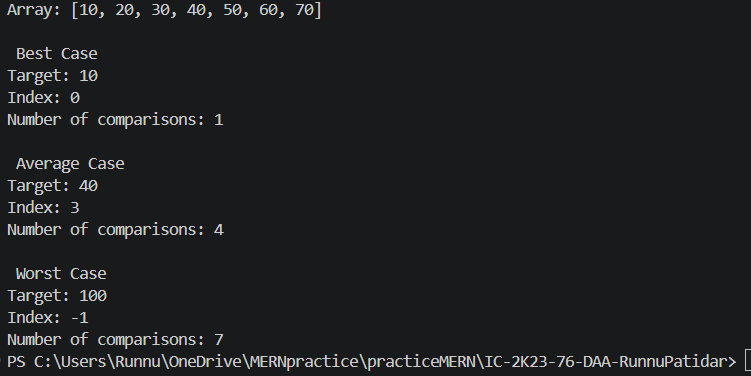 Array: [10, 20, 30, 40, 50, 60, 70]
Best Case
Target: 10
Index: 0
Number of comparisons: 1
Average Case
Target: 40
Index: 3
Number of comparisons: 4
Worst Case
Target: 100
Index: -1
Number of comparisons: 7
PS C:\Users\Runnu\OneDrive\MERNpractice\practiceMERN\IC-2K23-76-DAA-RunnuPatidar>